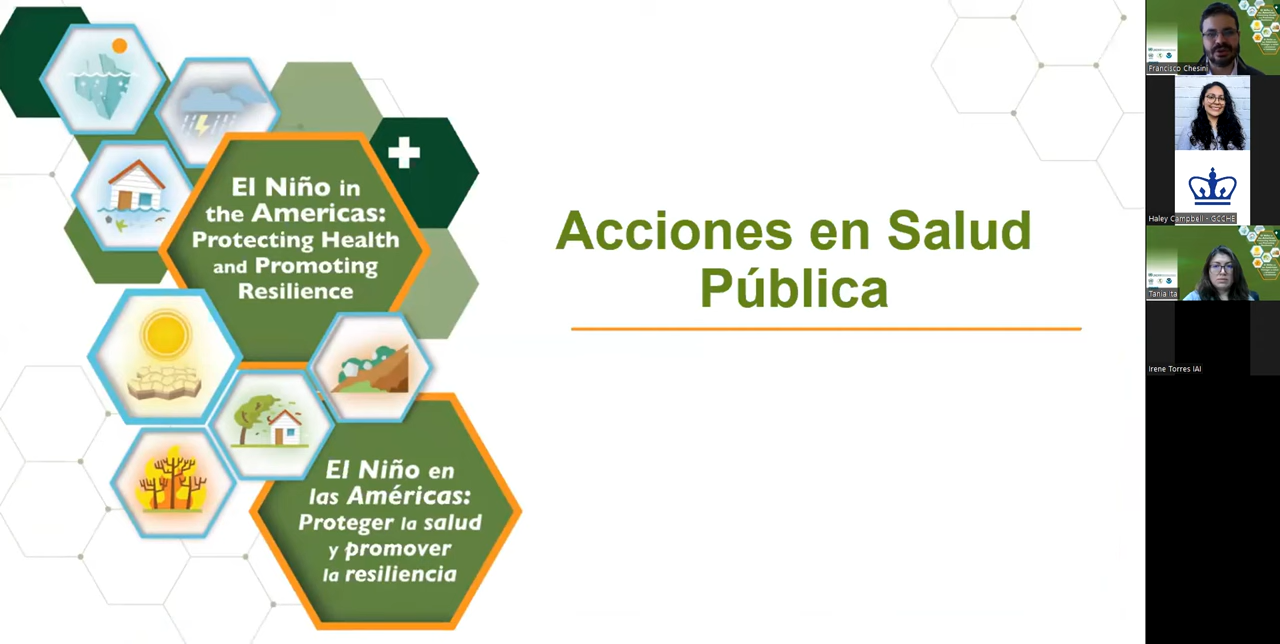 El Niño in
the Americas:
Protecting Health
and Promoting
Resilience
El Niño en
las Américas:
Proteger la salud
y promover
la resiliencia
Acciones en Salud
Pública
Francisco Chesini
Haley Campbell - GCCHE
Tania Ita
Irene Torres IAI